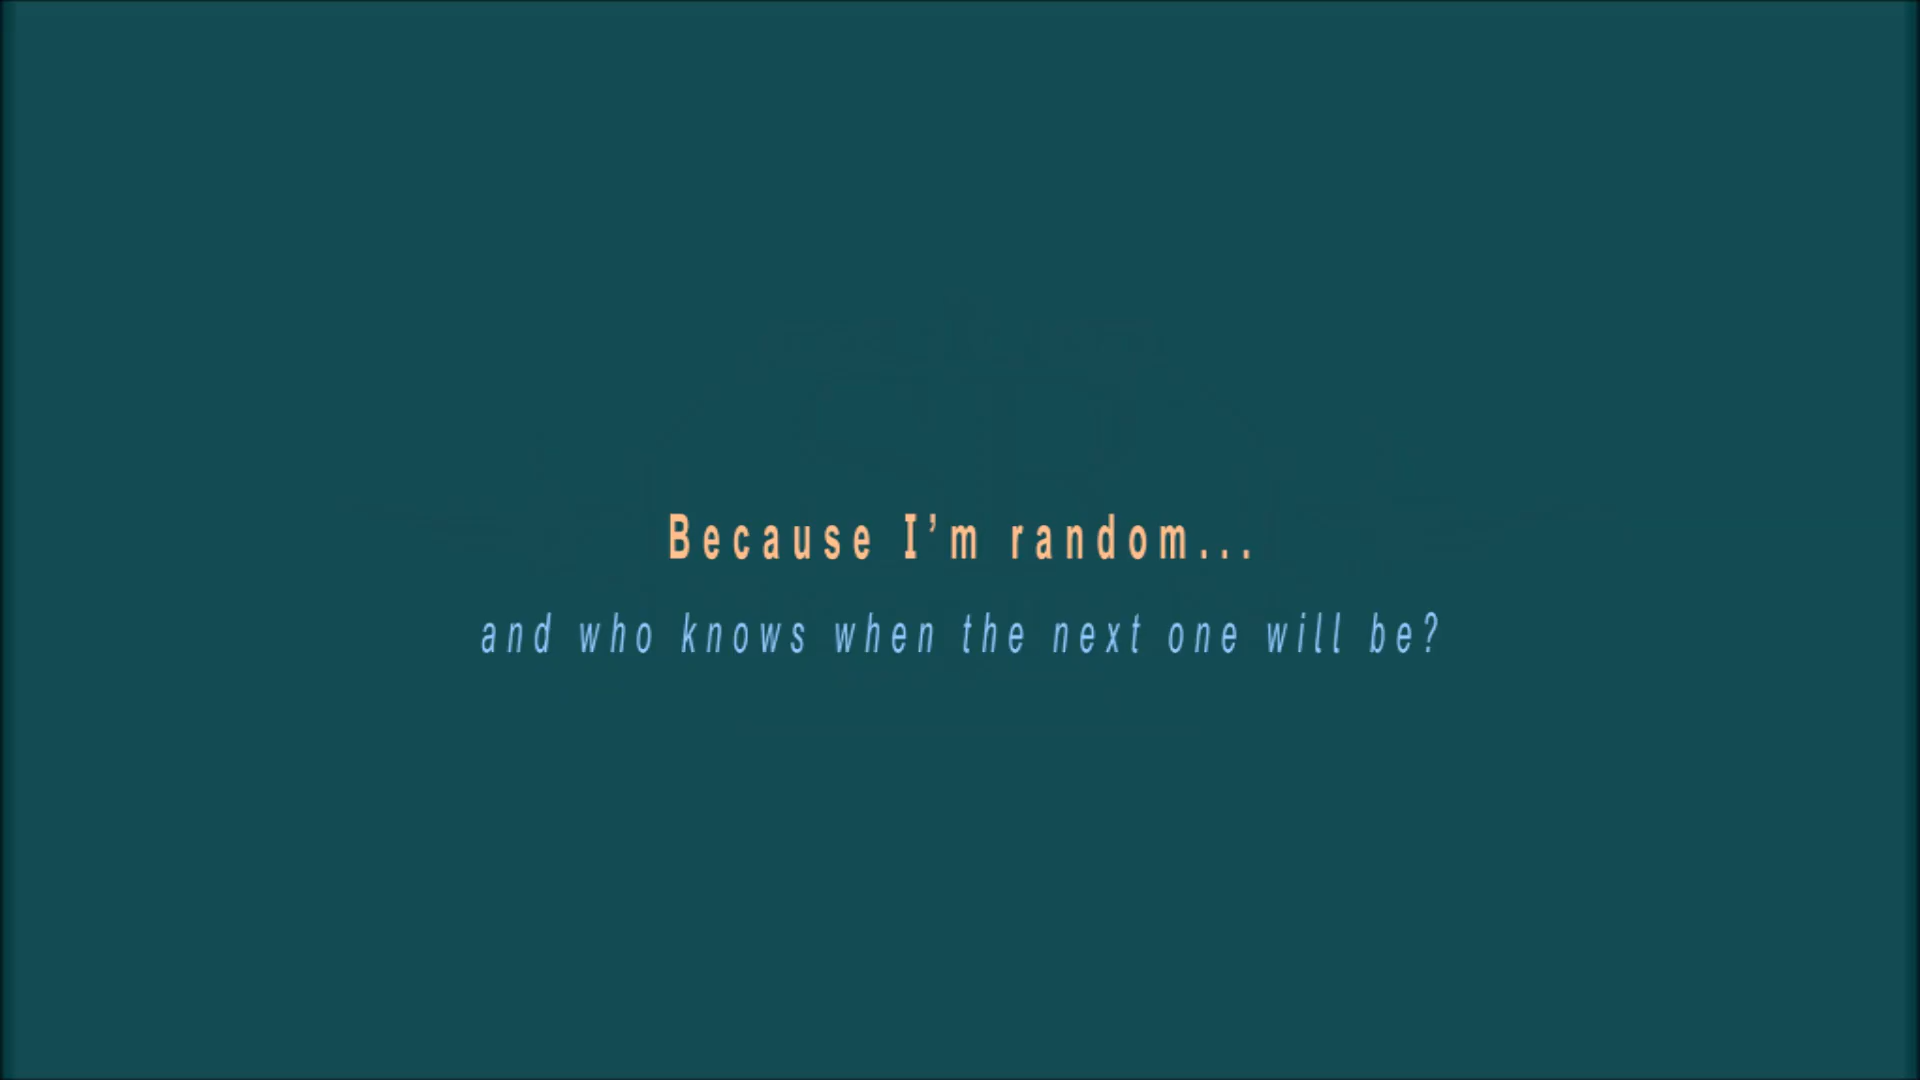 Because I’m random...
and who knows when the next one will be?